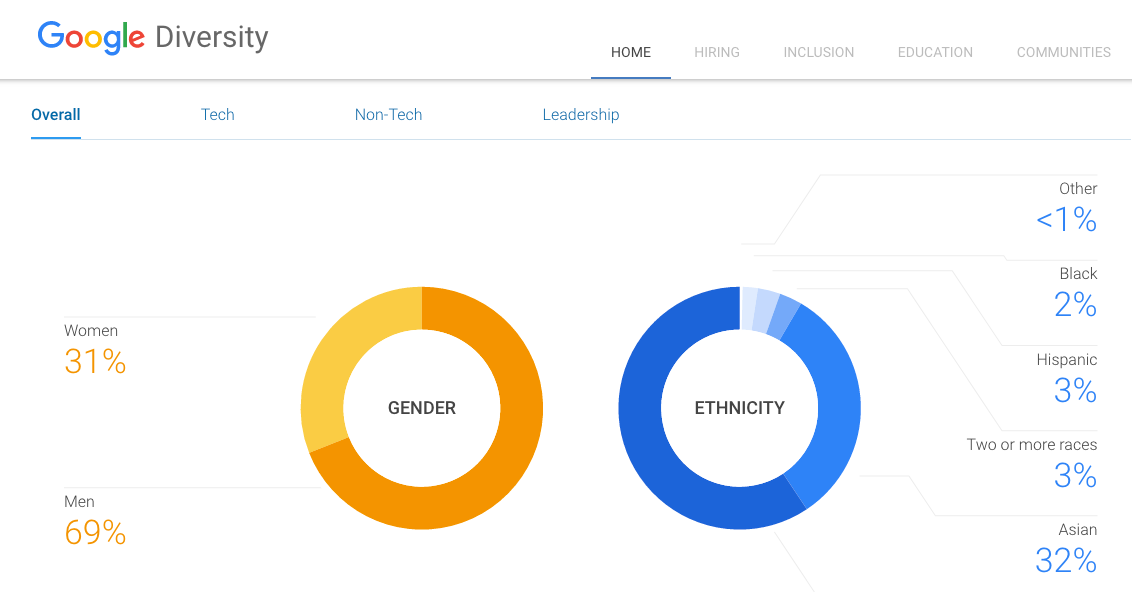 Google Diversity
HOME HIRING INCLUSION EDUCATION COMMUNITIES
Overall Tech Non-Tech Leadership
Women
31%
Men
69%
GENDER
ETHNICITY
Other
<1%
Black
2%
Hispanic
3%
Two or more races
3%
Asian
32%